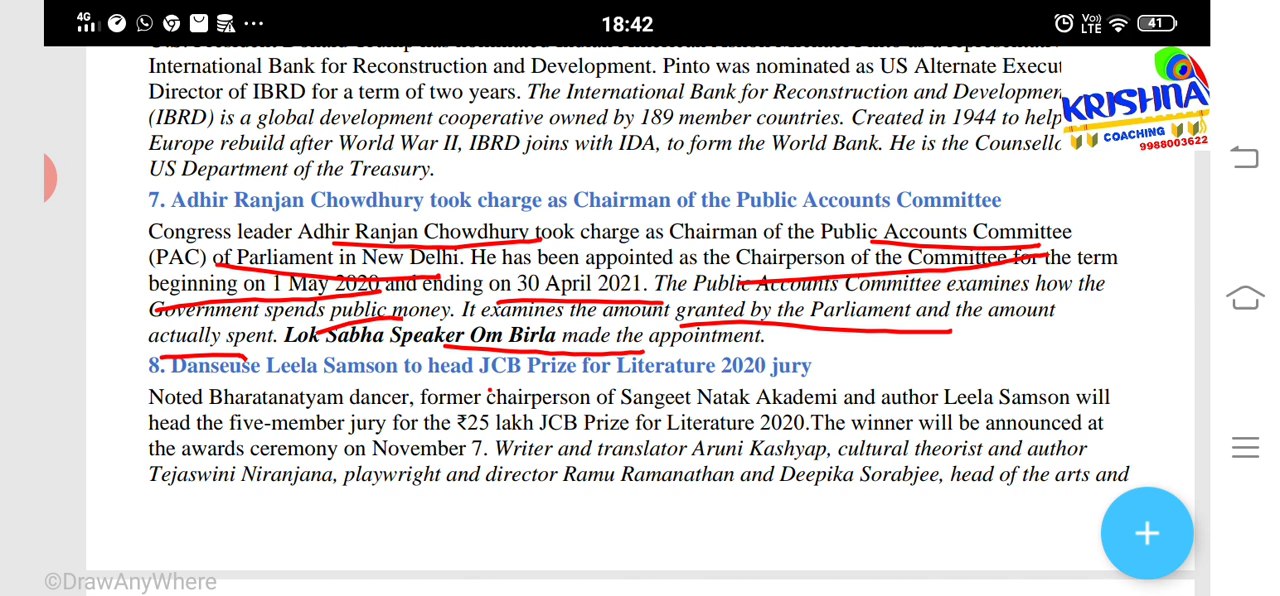 4G
18:42
Vo)) LTE
41
International Bank for Reconstruction and Development. Pinto was nominated as US Alternate Execut
Director of IBRD for a term of two years. The International Bank for Reconstruction and Developmen
(IBRD) is a global development cooperative owned by 189 member countries. Created in 1944 to help
Europe rebuild after World War II, IBRD joins with IDA, to form the World Bank. He is the Counsello
US Department of the Treasury.
KRISHNA
COACHING
9988003622
7. Adhir Ranjan Chowdhury took charge as Chairman of the Public Accounts Committee
Congress leader Adhir Ranjan Chowdhury took charge as Chairman of the Public Accounts Committee
(PAC) of Parliament in New Delhi. He has been appointed as the Chairperson of the Committee for the term
beginning on 1 May 2020 and ending on 30 April 2021. The Public Accounts Committee examines how the
Government spends public money. It examines the amount granted by the Parliament and the amount
actually spent. Lok Sabha Speaker Om Birla made the appointment.
8. Danseuse Leela Samson to head JCB Prize for Literature 2020 jury
Noted Bharatanatyam dancer, former chairperson of Sangeet Natak Akademi and author Leela Samson will
head the five-member jury for the ₹25 lakh JCB Prize for Literature 2020.The winner will be announced at
the awards ceremony on November 7. Writer and translator Aruni Kashyap, cultural theorist and author
Tejaswini Niranjana, playwright and director Ramu Ramanathan and Deepika Sorabjee, head of the arts and
©DrawAnyWhere